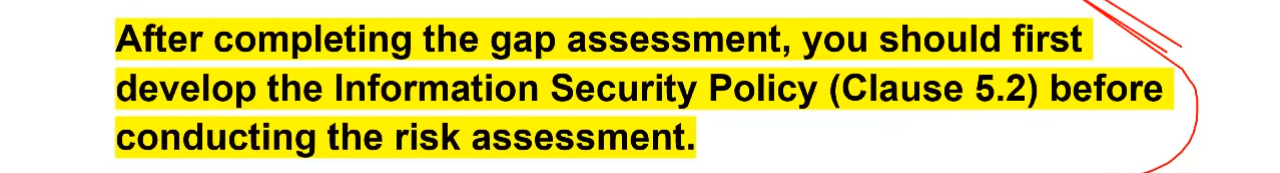 After completing the gap assessment, you should first
develop the Information Security Policy (Clause 5.2) before
conducting the risk assessment.